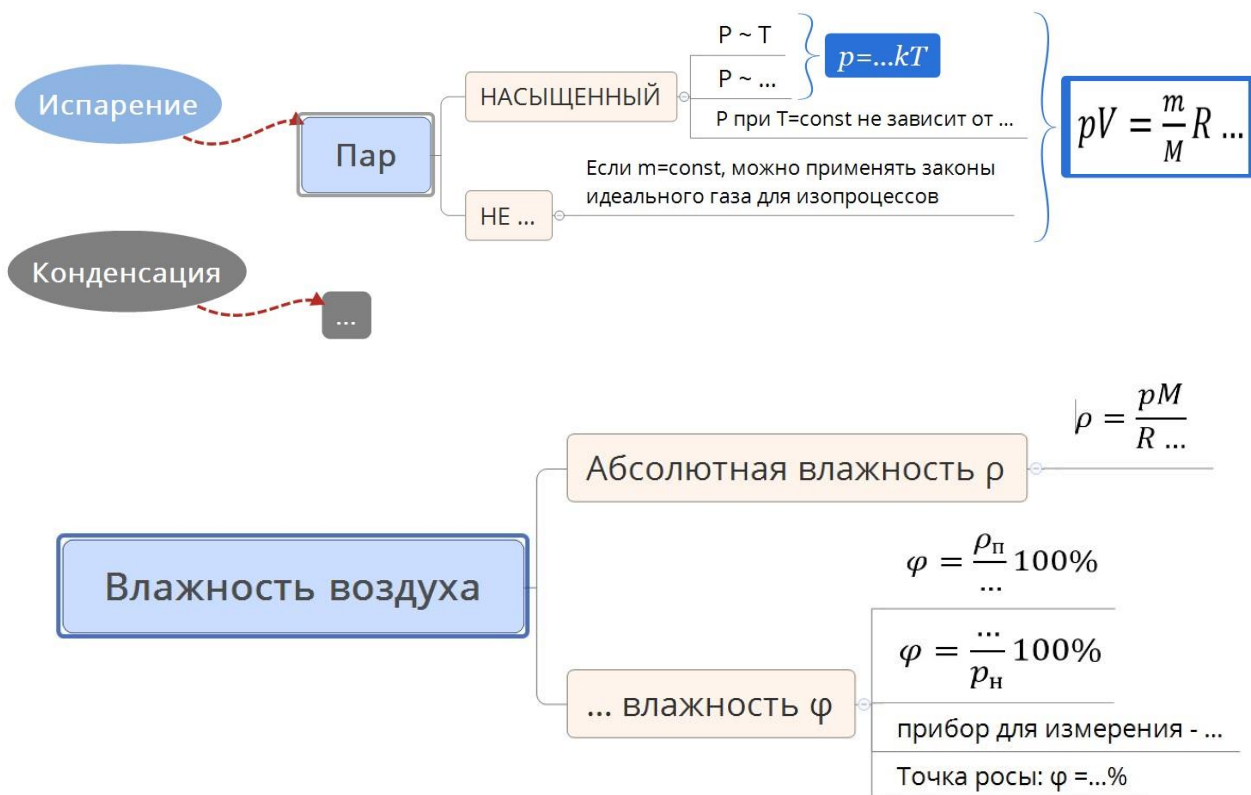 Испарение
Пар
НАСЫЩЕННЫЙ
P ~ T
P ~ ...
p=...kT
P при T=const не зависит от ...
Если m=const, можно применять законы
идеального газа для изопроцессов
НЕ ...
pV = m/M R ...
Конденсация
...
Влажность воздуха
Абсолютная влажность ρ
ρ = pM/R ...
... влажность φ
φ = ρп/... 100%
φ = .../pн 100%
прибор для измерения - ...
Точка росы: φ =...%